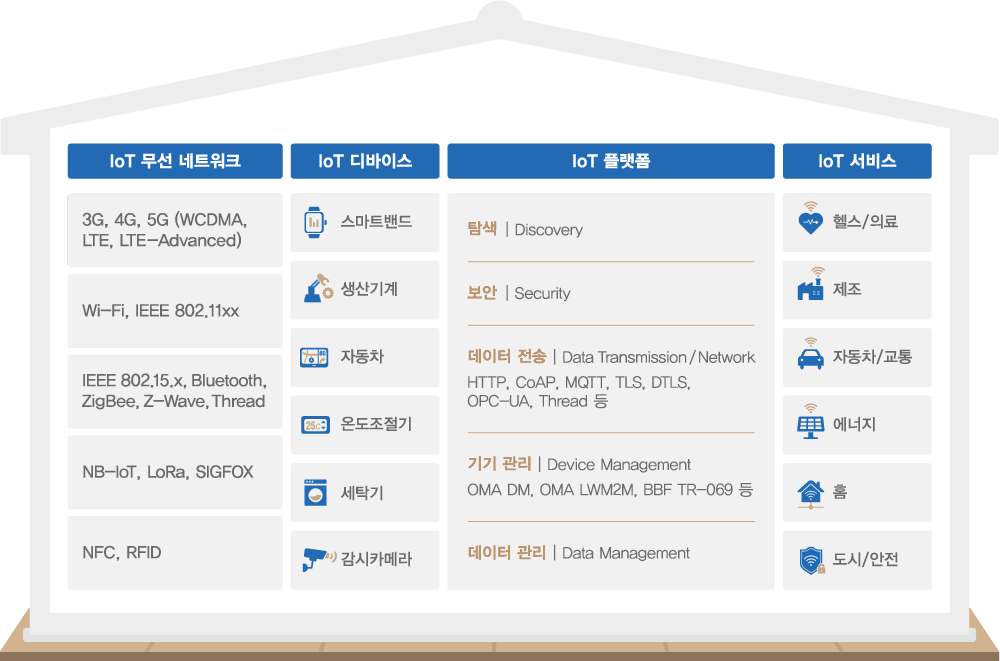 IoT 무선 네트워크
3G, 4G, 5G (WCDMA,
LTE, LTE-Advanced)
Wi-Fi, IEEE 802.11xx
IEEE 802.15.x, Bluetooth,
ZigBee, Z-Wave, Thread
NB-IoT, LoRa, SIGFOX
NFC, RFID
IoT 디바이스
스마트밴드
생산기계
자동차
25c
온도조절기
세탁기
감시카메라
IoT 플랫폼
탐색 | Discovery
보안 | Security
데이터 전송 | Data Transmission / Network
HTTP, CoAP, MQTT, TLS, DTLS,
OPC-UA, Thread 등
기기 관리 | Device Management
OMA DM, OMA LWM2M, BBF TR-069 등
데이터 관리 | Data Management
IoT 서비스
헬스/의료
제조
자동차/교통
에너지
홈
도시/안전